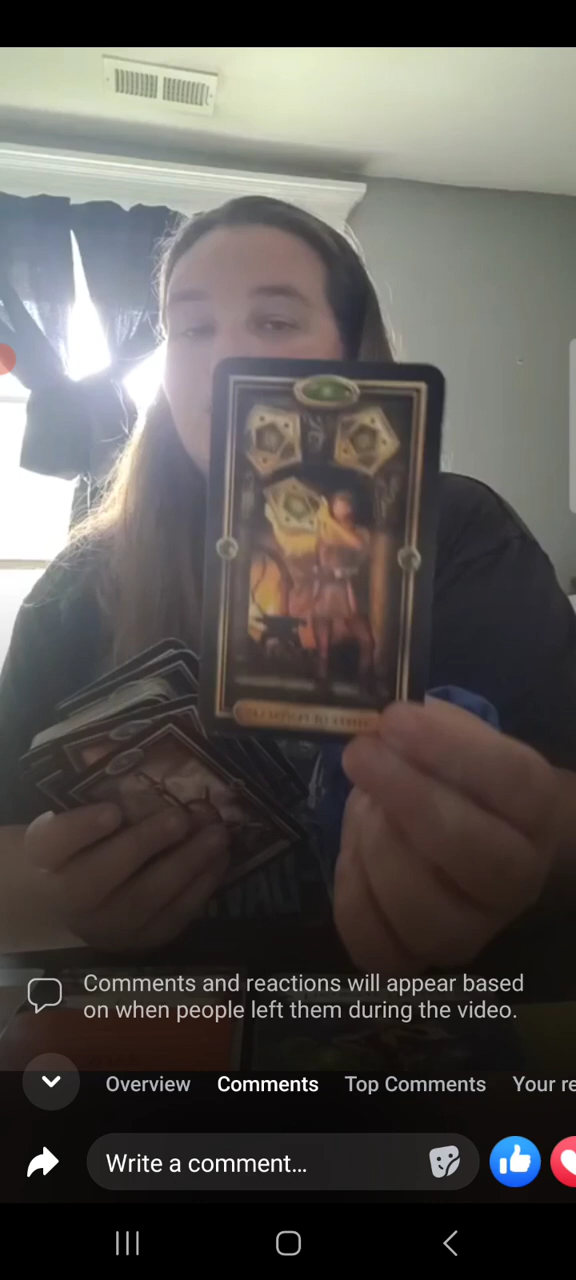 Comments and reactions will appear based
on when people left them during the video.
Overview Comments Top Comments Your re
Write a comment...